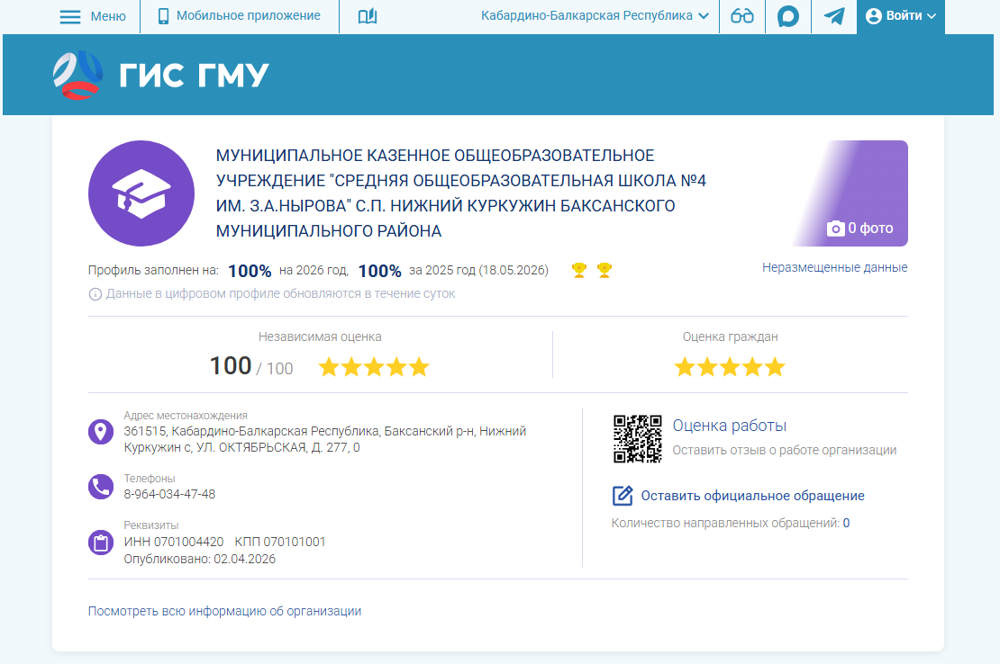 Меню
Мобильное приложение
Кабардино-Балкарская Республика
Войти
ГИС ГМУ
МУНИЦИПАЛЬНОЕ КАЗЕННОЕ ОБЩЕОБРАЗОВАТЕЛЬНОЕ
УЧРЕЖДЕНИЕ "СРЕДНЯЯ ОБЩЕОБРАЗОВАТЕЛЬНАЯ ШКОЛА №4
ИМ. З.А.НЫРОВА" С.П. НИЖНИЙ КУРКУЖИН БАКСАНСКОГО
МУНИЦИПАЛЬНОГО РАЙОНА
0 фото
Профиль заполнен на: 100% на 2026 год, 100% за 2025 год (18.05.2026)
Неразмещенные данные
Данные в цифровом профиле обновляются в течение суток
Независимая оценка
100 / 100
Оценка граждан
Адрес местонахождения
361515, Кабардино-Балкарская Республика, Баксанский р-н, Нижний
Куркужин с, УЛ. ОКТЯБРЬСКАЯ, Д. 277, 0
Телефоны
8-964-034-47-48
Реквизиты
ИНН 0701004420 КПП 070101001
Опубликовано: 02.04.2026
Оценка работы
Оставить отзыв о работе организации
Оставить официальное обращение
Количество направленных обращений: 0
Посмотреть всю информацию об организации